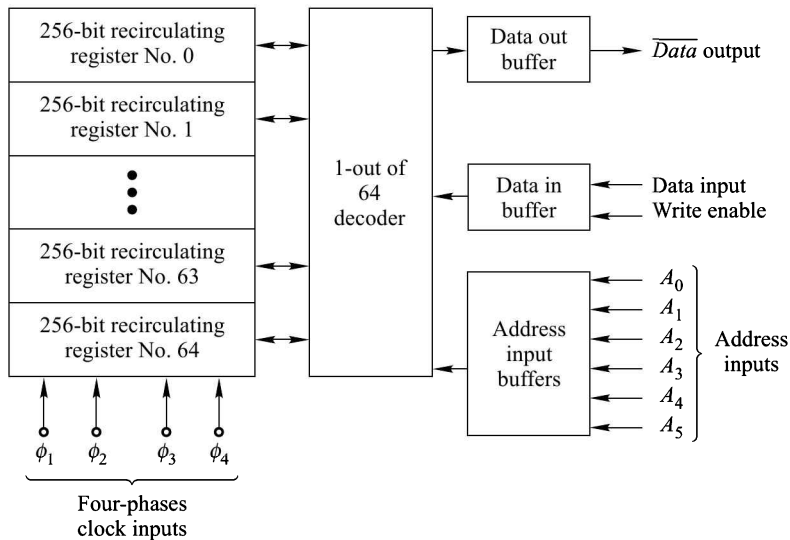 256-bit recirculating
register No. 0
256-bit recirculating
register No. 1
256-bit recirculating
register No. 63
256-bit recirculating
register No. 64
1-out of
64
decoder
Data out
buffer
Data output
Data in
buffer
Data input
Write enable
Address
input
buffers
A0
A1
A2
A3
A4
A5
Address
inputs
ϕ1 ϕ2 ϕ3 ϕ4
Four-phases
clock inputs